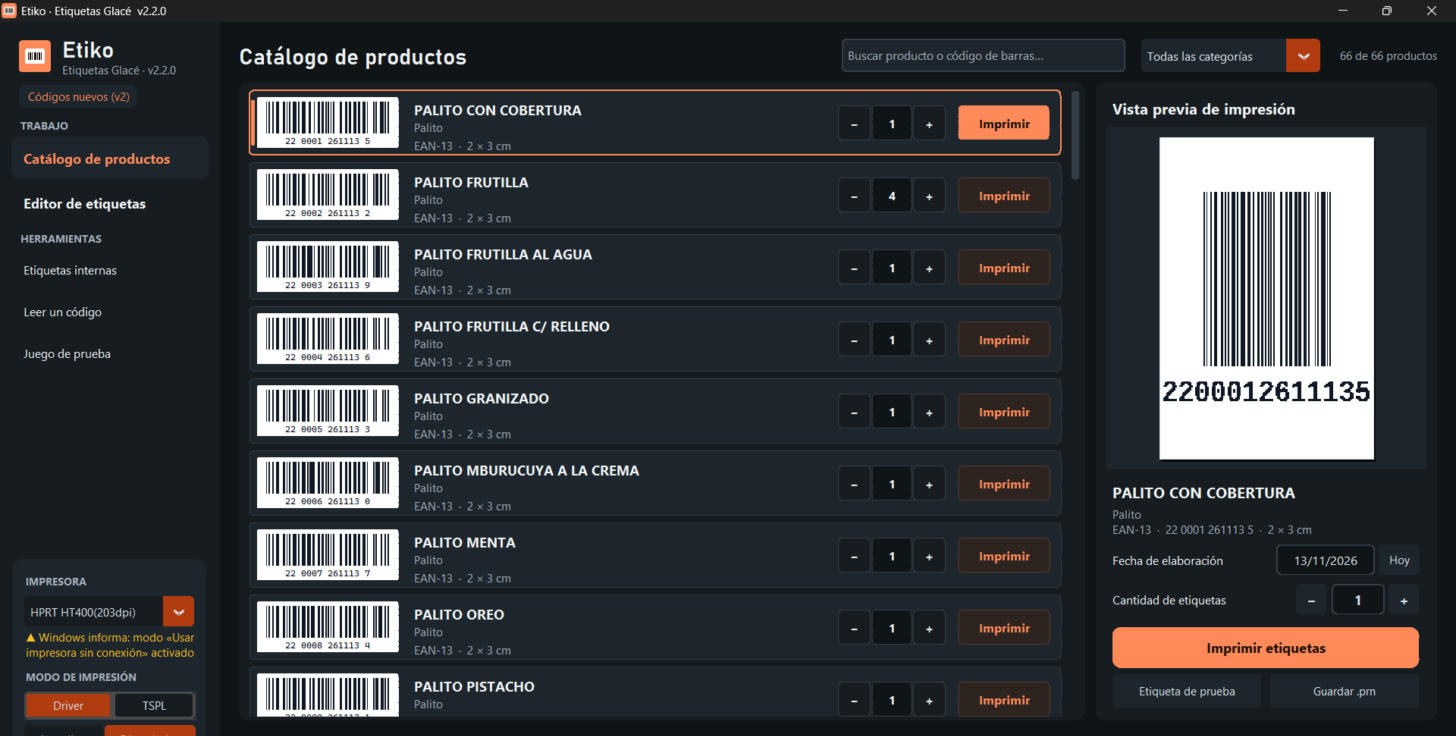 Etiko · Etiquetas Glacé v2.2.0
Etiko
Etiquetas Glacé · v2.2.0
Códigos nuevos (v2)
TRABAJO
Catálogo de productos
Editor de etiquetas
HERRAMIENTAS
Etiquetas internas
Leer un código
Juego de prueba
IMPRESORA
HPRT HT400(203dpi)
▲ Windows informa: modo «Usar
impresora sin conexión» activado
MODO DE IMPRESIÓN
Driver TSPL
Catálogo de productos
Buscar producto o código de barras...
Todas las categorías
66 de 66 productos
22 0001 261113 5
PALITO CON COBERTURA
Palito
EAN-13 · 2 × 3 cm
– 1 + Imprimir
22 0002 261113 2
PALITO FRUTILLA
Palito
EAN-13 · 2 × 3 cm
– 4 + Imprimir
22 0003 261113 9
PALITO FRUTILLA AL AGUA
Palito
EAN-13 · 2 × 3 cm
– 1 + Imprimir
22 0004 261113 6
PALITO FRUTILLA C/ RELLENO
Palito
EAN-13 · 2 × 3 cm
– 1 + Imprimir
22 0005 261113 3
PALITO GRANIZADO
Palito
EAN-13 · 2 × 3 cm
– 1 + Imprimir
22 0006 261113 0
PALITO MBURUCUYA A LA CREMA
Palito
EAN-13 · 2 × 3 cm
– 1 + Imprimir
22 0007 261113 7
PALITO MENTA
Palito
EAN-13 · 2 × 3 cm
– 1 + Imprimir
22 0008 261113 4
PALITO OREO
Palito
EAN-13 · 2 × 3 cm
– 1 + Imprimir
PALITO PISTACHO
Palito
– 1 + Imprimir
Vista previa de impresión
2200012611135
PALITO CON COBERTURA
Palito
EAN-13 · 22 0001 261113 5 · 2 × 3 cm
Fecha de elaboración 13/11/2026 Hoy
Cantidad de etiquetas – 1 +
Imprimir etiquetas
Etiqueta de prueba Guardar .prn